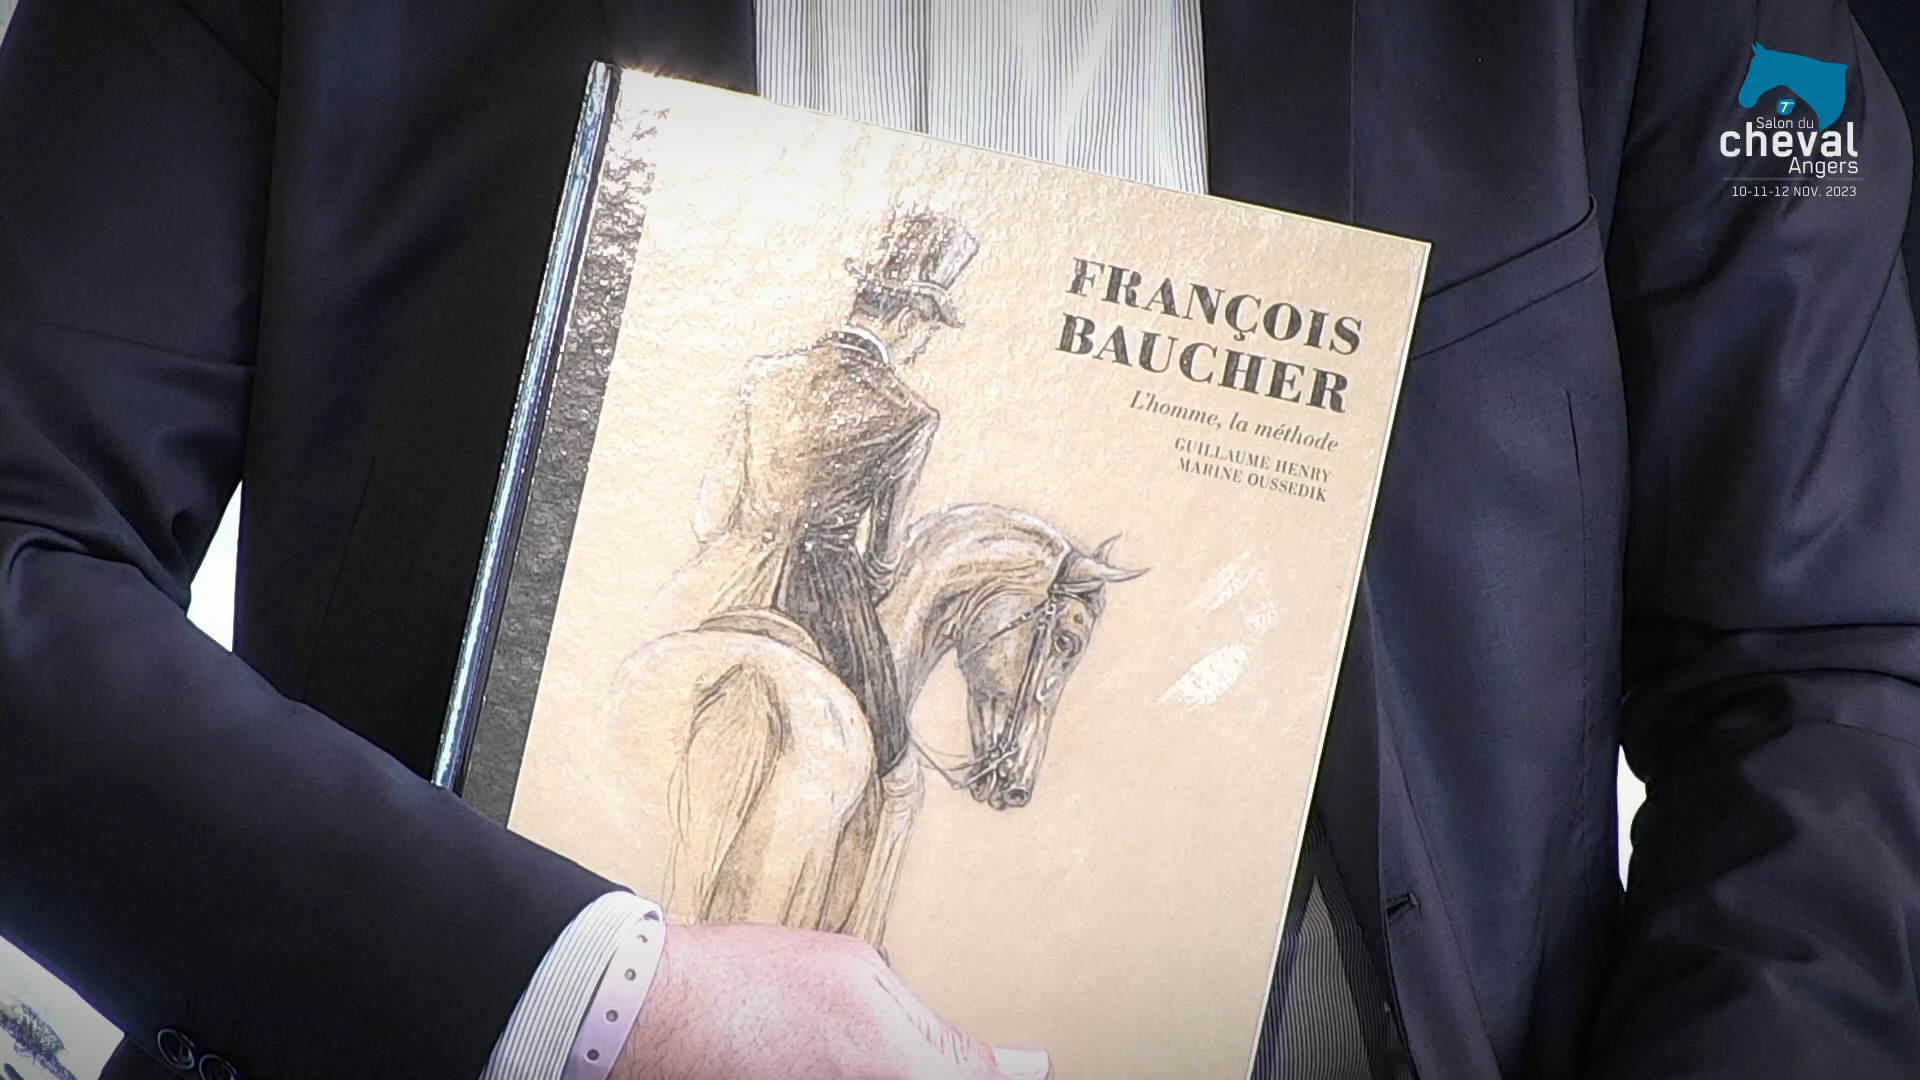 FRANÇOIS
BAUCHER
L'homme, la méthode
GUILLAUME HENRY
MARINE OUSSEDIK
7e
Salon du
cheval
Angers
10-11-12 NOV. 2023